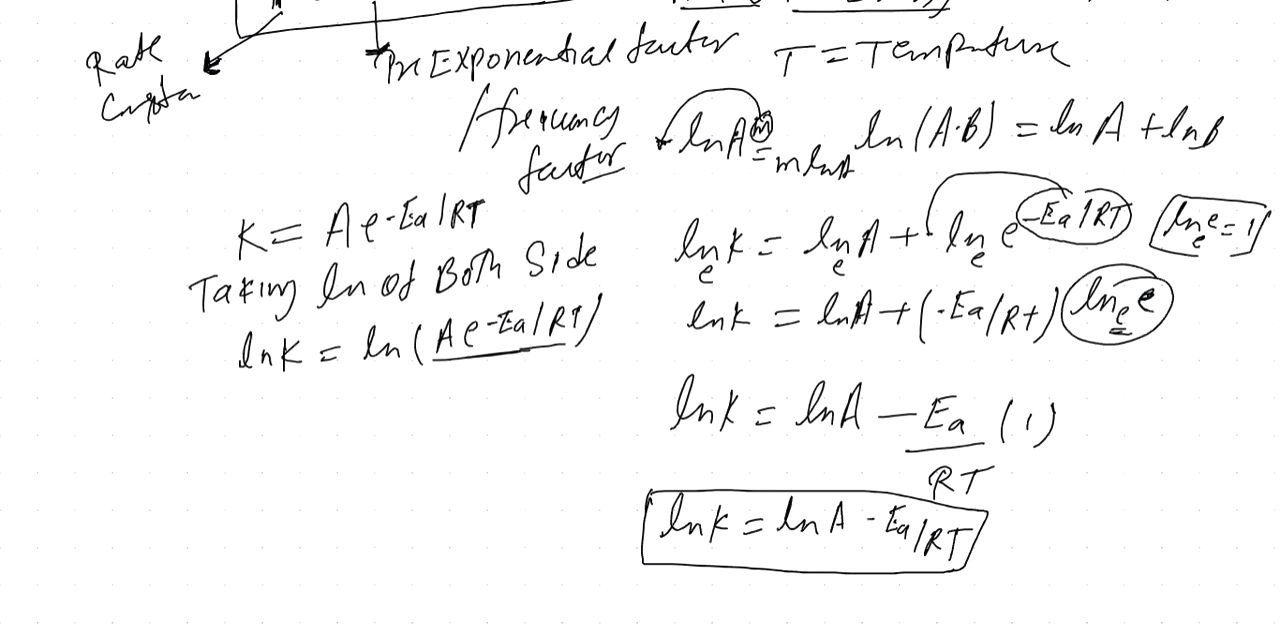 Rate
Pre Exponential factor T = Temprature
/frequency
factor
ln A^m = m ln A
ln(A·B) = ln A + ln B
K = A e^-Ea/RT
Taking ln of Both Side
ln K = ln (A e^-Ea/RT)
ln_e K = ln_e A + ln_e e^-Ea/RT [ln_e e = 1]
ln K = ln A + (-Ea/Rt) (ln_e e)
ln K = ln A - Ea/RT (1)
ln K = ln A - Ea/RT